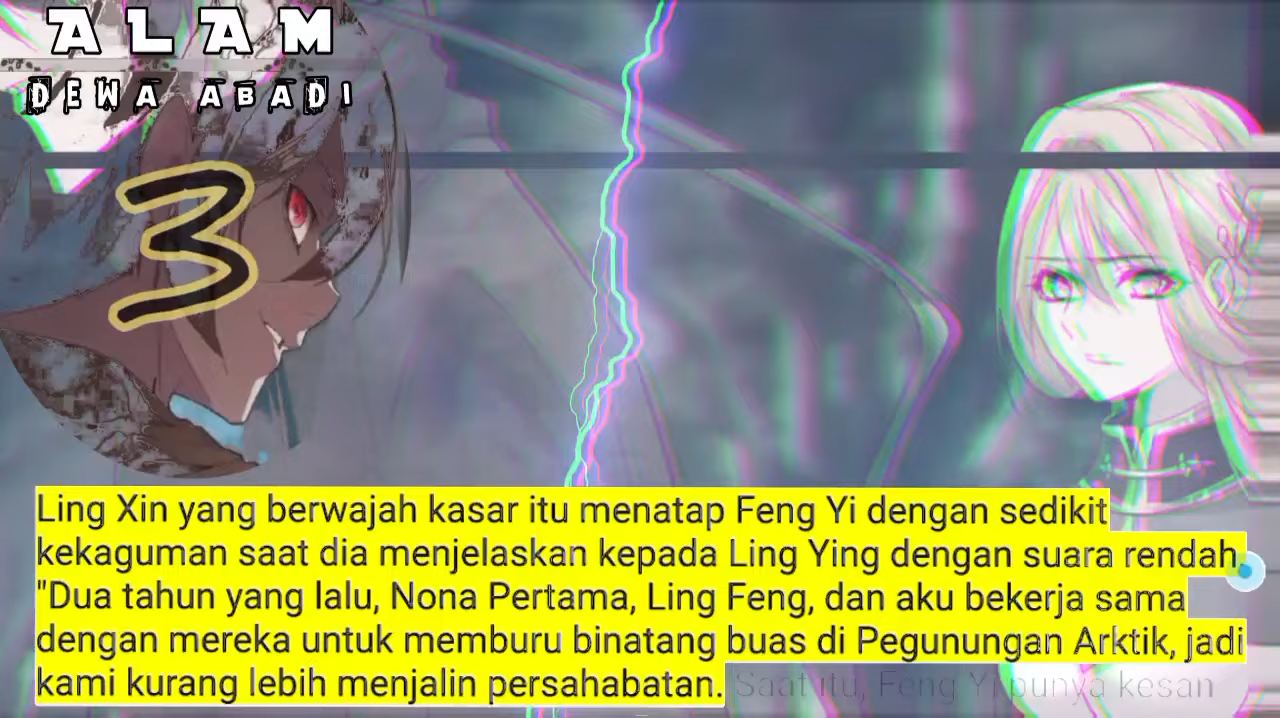 ALAM
DEWA ABADI
3
Ling Xin yang berwajah kasar itu menatap Feng Yi dengan sedikit
kekaguman saat dia menjelaskan kepada Ling Ying dengan suara rendah,
"Dua tahun yang lalu, Nona Pertama, Ling Feng, dan aku bekerja sama
dengan mereka untuk memburu binatang buas di Pegunungan Arktik, jadi
kami kurang lebih menjalin persahabatan. Saat itu, Feng Yi punya kesan